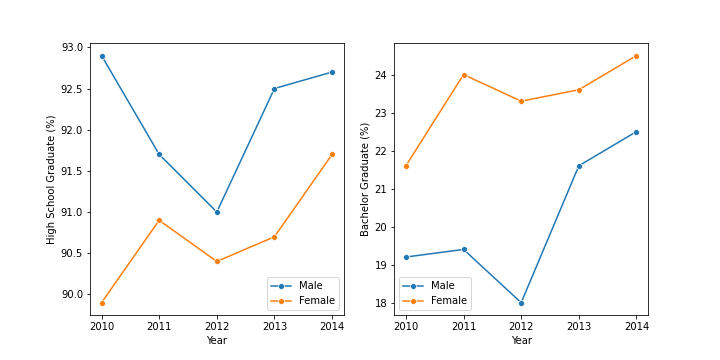 High School Graduate (%)
93.0
92.5
92.0
91.5
91.0
90.5
90.0
2010 2011 2012 2013 2014
Year
Male
Female
Bachelor Graduate (%)
24
23
22
21
20
19
18
2010 2011 2012 2013 2014
Year
Male
Female